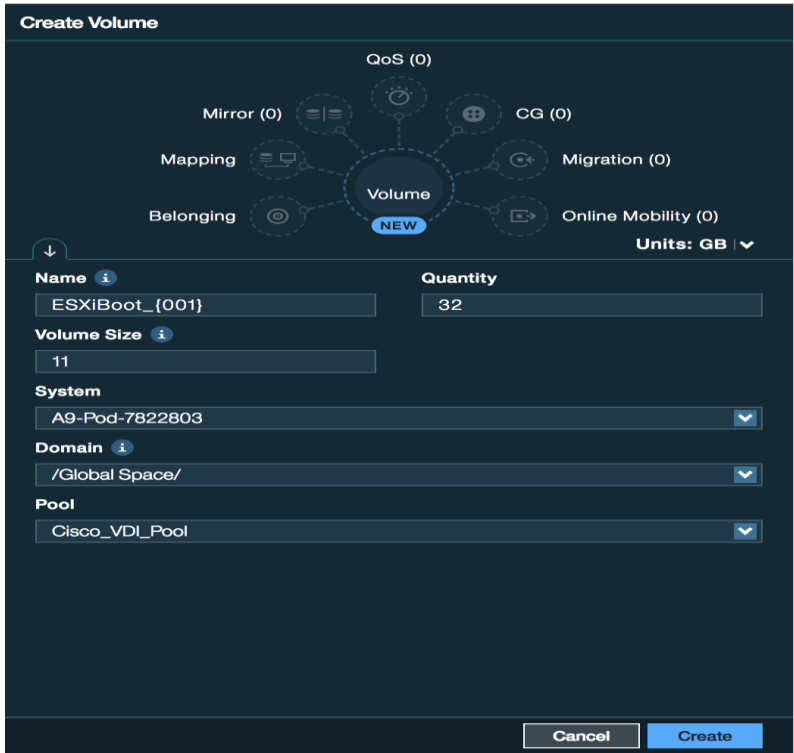 Create Volume
QoS (0)
Mirror (0)
CG (0)
Mapping
Migration (0)
Volume
NEW
Belonging
Online Mobility (0)
Units: GB
Name
Quantity
ESXiBoot_{001}
32
Volume Size
11
System
A9-Pod-7822803
Domain
/Global Space/
Pool
Cisco_VDI_Pool
Cancel
Create